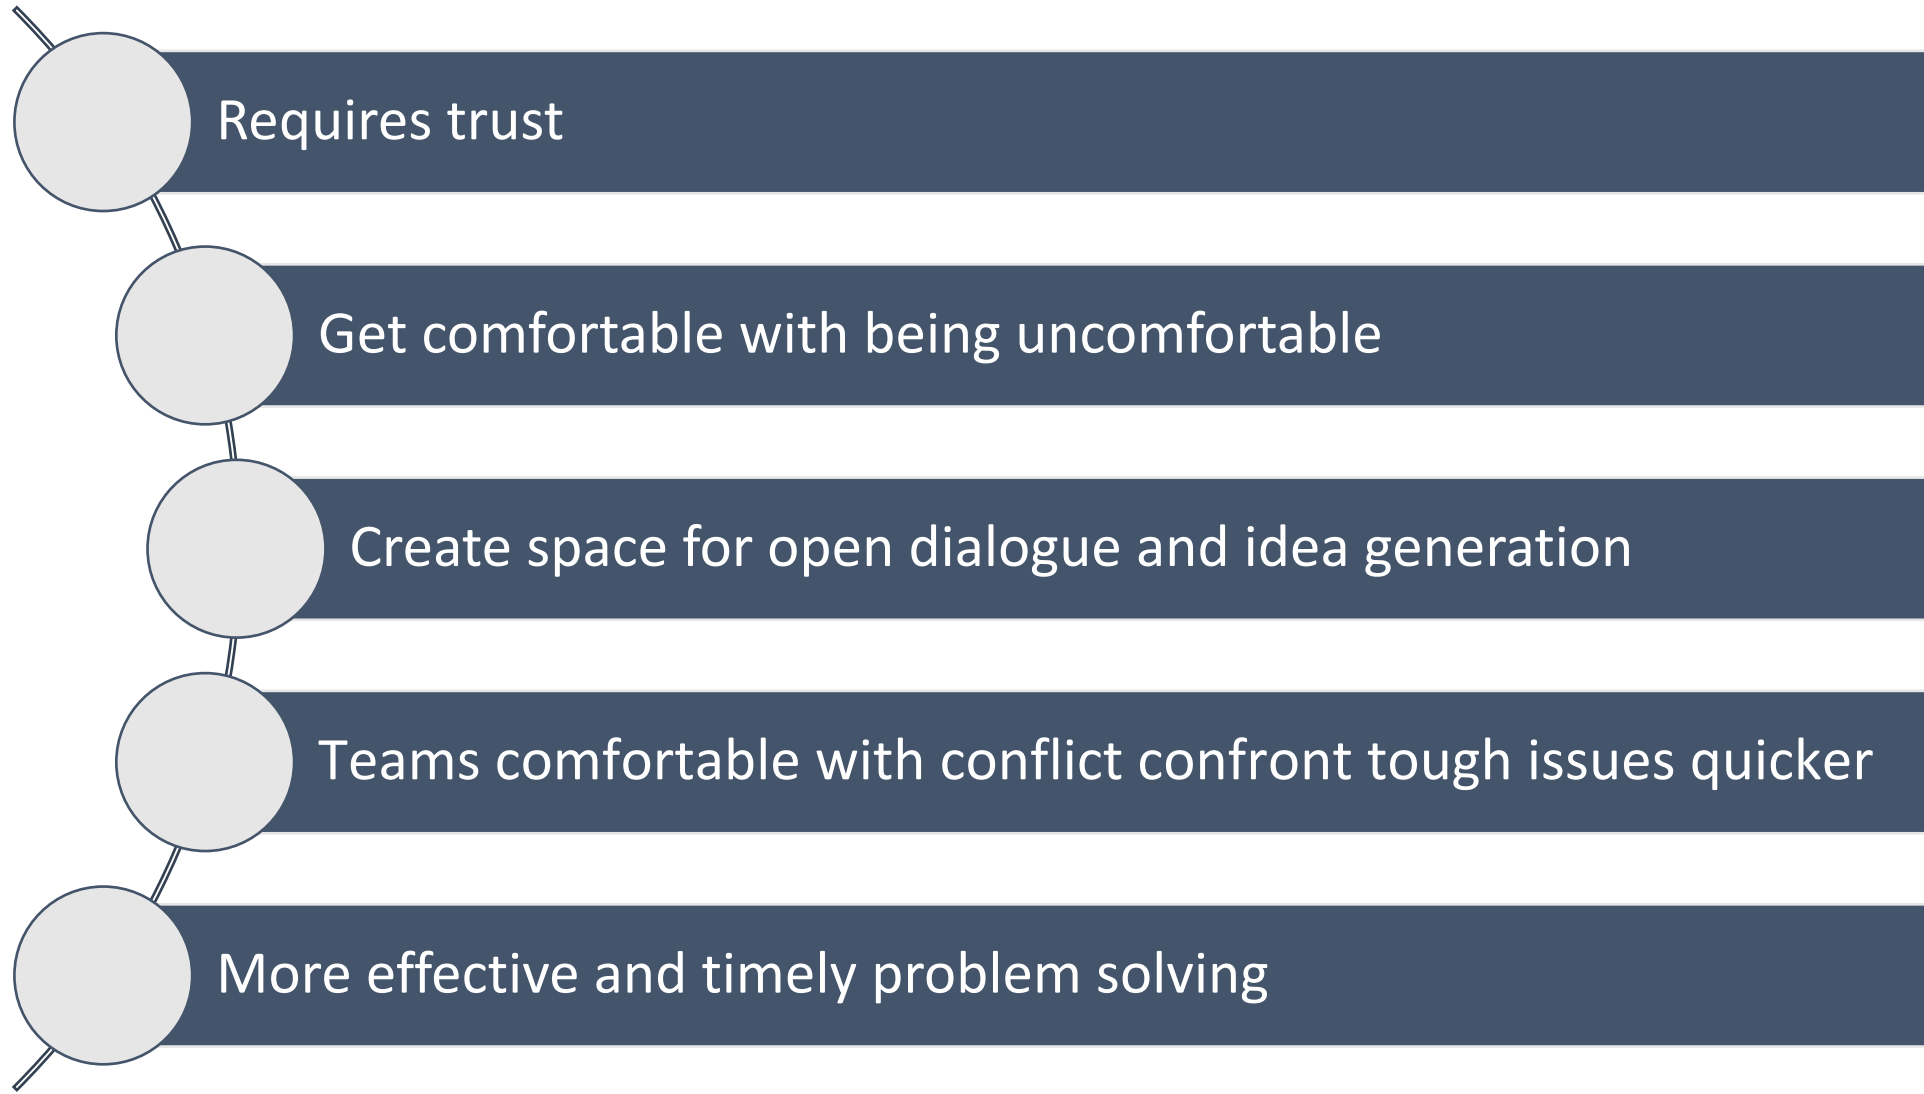 Requires trust
Get comfortable with being uncomfortable
Create space for open dialogue and idea generation
Teams comfortable with conflict confront tough issues quicker
More effective and timely problem solving